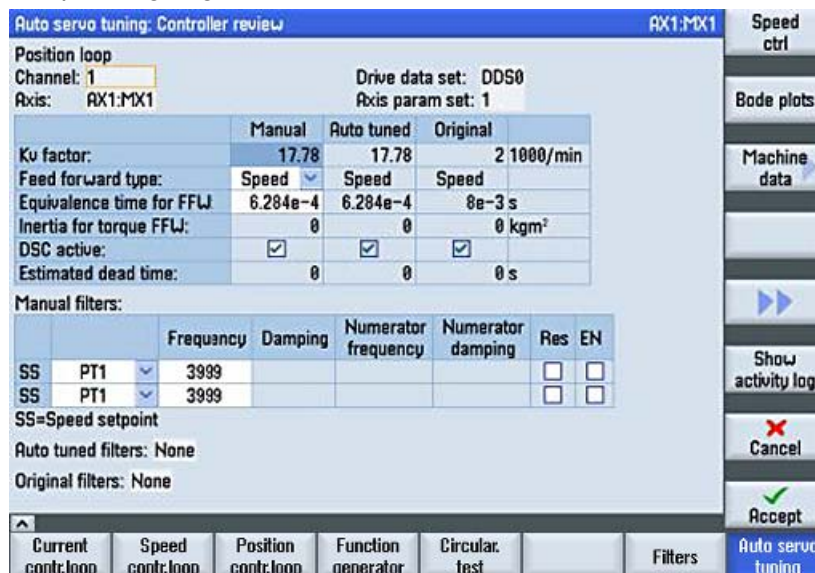 Auto servo tuning: Controller review AX1:MX1
Position loop
Channel: 1 Drive data set: DDS0
Axis: AX1:MX1 Axis param set: 1
Manual Auto tuned Original
Kv factor: 17.78 17.78 2 1000/min
Feed forward type: Speed Speed Speed
Equivalence time for FFW 6.284e-4 6.284e-4 8e-3 s
Inertia for torque FFW: 0 0 0 kgm²
DSC active:
Estimated dead time: 0 0 0 s
Manual filters:
Frequency Damping Numerator frequency Numerator damping Res EN
SS PT1 3999
SS PT1 3999
SS=Speed setpoint
Auto tuned filters: None
Original filters: None
Speed ctrl
Bode plots
Machine data
Show activity log
Cancel
Accept
Current contr.loop
Speed contr.loop
Position contr.loop
Function generator
Circular. test
Filters
Auto servo tuning